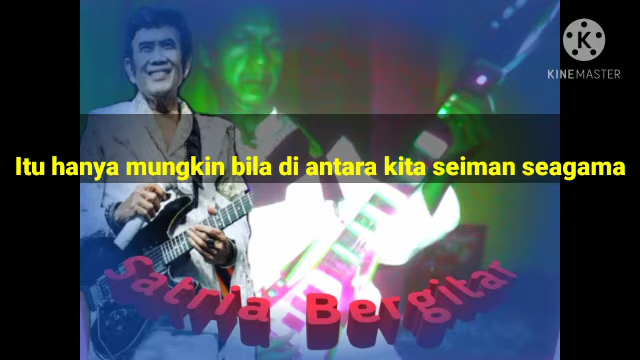 KINEMASTER
Itu hanya mungkin bila di antara kita seiman seagama
Satria Bergitar